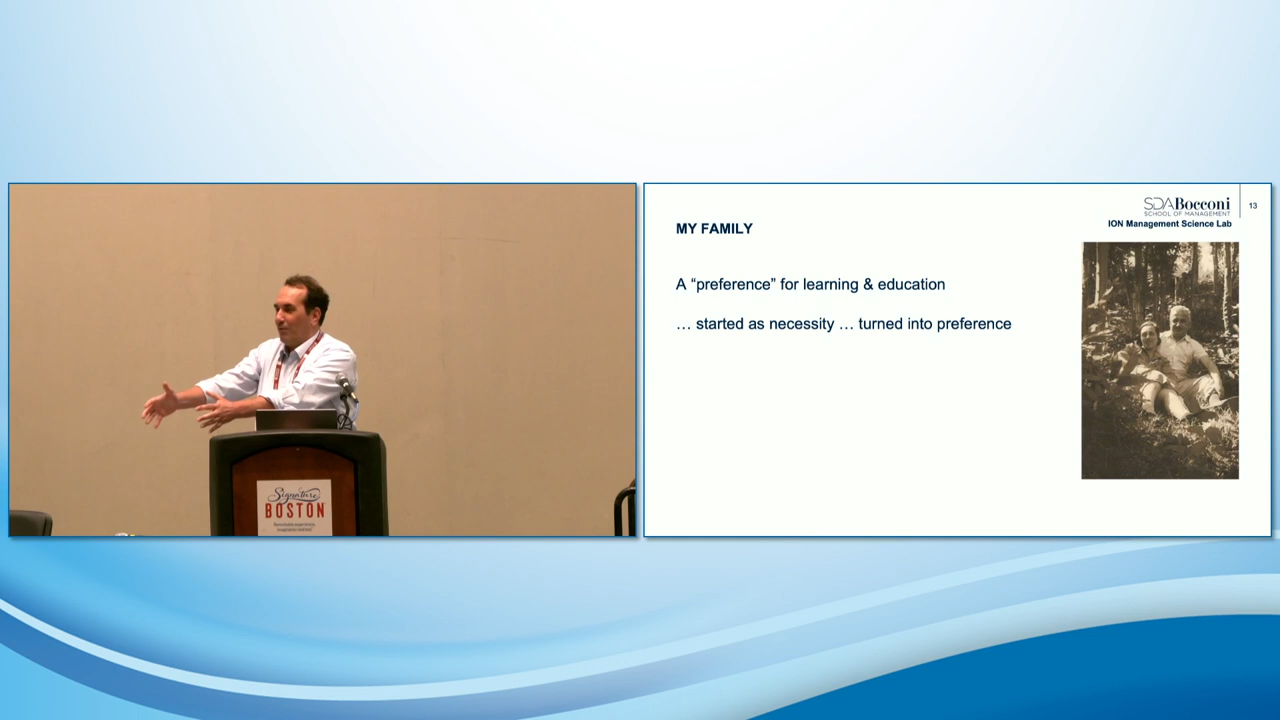 Signature
BOSTON
SDABocconi
SCHOOL OF MANAGEMENT
13
ION Management Science Lab
MY FAMILY
A “preference” for learning & education
… started as necessity … turned into preference